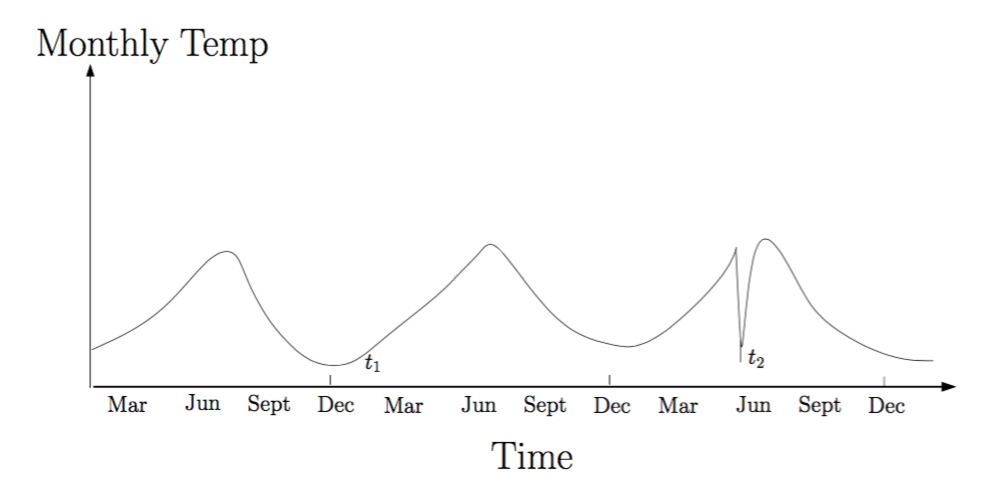 Monthly Temp
t₁
t₂
Mar Jun Sept Dec Mar Jun Sept Dec Mar Jun Sept Dec
Time